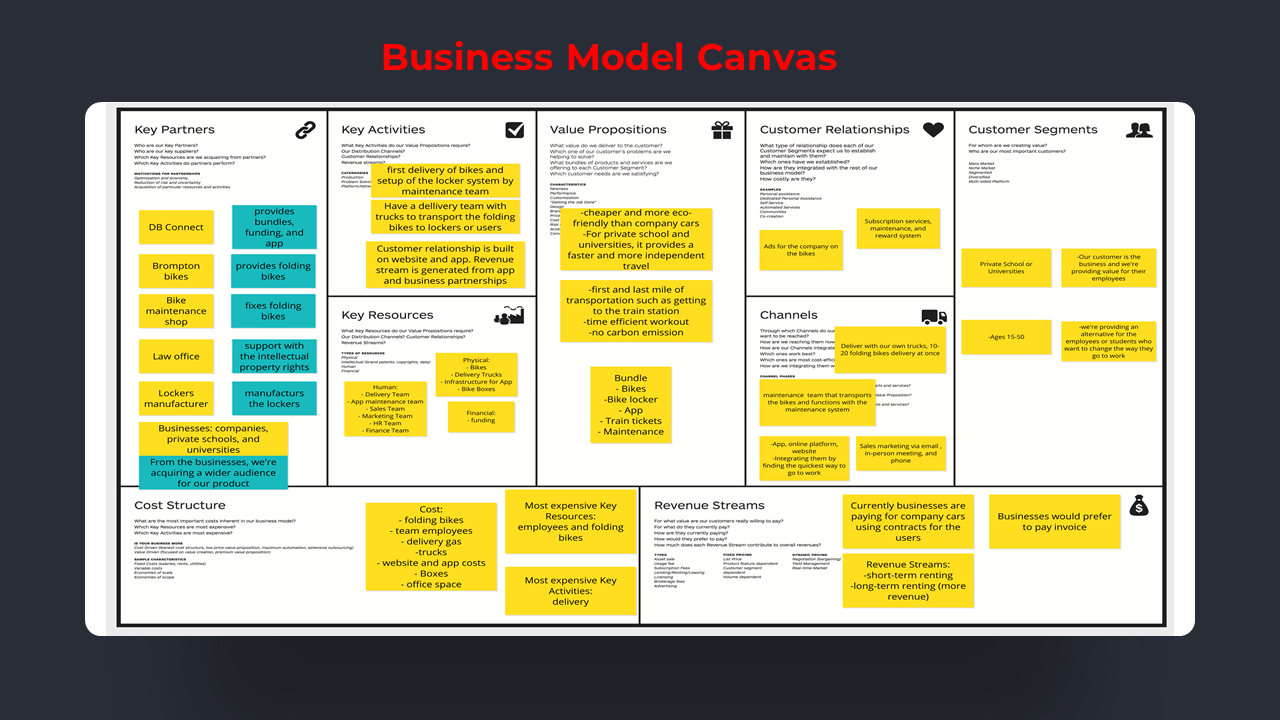 Business Model Canvas
Key Partners
Who are our Key Partners?
Who are our key suppliers?
Which Key Resources are we acquiring from partners?
Which Key Activities do partners perform?
MOTIVATIONS FOR PARTNERSHIPS
Optimization and economy
Reduction of risk and uncertainty
Acquisition of particular resources and activities
DB Connect
provides
bundles,
funding, and
app
Brompton
bikes
provides folding
bikes
Bike
maintenance
shop
fixes folding
bikes
Law office
support with
the intellectual
property rights
Lockers
manufacturer
manufacturs
the lockers
Businesses: companies,
private schools, and
universities
From the businesses, we're
acquiring a wider audience
for our product
Key Activities
What Key Activities do our Value Propositions require?
Our Distribution Channels?
Customer Relationships?
Revenue streams?
CATERGORIES
Production
Problem Solvi
Platform/Netw
first delivery of bikes and
setup of the locker system by
maintenance team
Have a dellivery team with
trucks to transport the folding
bikes to lockers or users
Customer relationship is built
on website and app. Revenue
stream is generated from app
and business partnerships
Key Resources
What Key Resources do our Value Propositions require?
Our Distribution Channels? Customer Relationships?
Revenue Streams?
TYPES OF RESOURCES
Physical
Intellectual (brand patents, copyrights, data)
Human
Financial
Human:
- Delivery Team
- App maintenance team
- Sales Team
- Marketing Team
- HR Team
- Finance Team
Physical:
- Bikes
- Delivery Trucks
- Infrastructure for App
- Bike Boxes
Financial:
- funding
Value Propositions
What value do we deliver to the customer?
Which one of our customer's problems are we
helping to solve?
What bundles of products and services are we
offering to each Customer Segment?
Which customer needs are we satisfying?
CHARACTERISTICS
Newness
Performance
Customization
"Getting the Job Done"
Design
Bran
Price
Cost
Risk
Acce
Conv
-cheaper and more eco-
friendly than company cars
-For private school and
universities, it provides a
faster and more independent
travel
-first and last mile of
transportation such as getting
to the train station
-time efficient workout
-no carbon emission
Bundle
- Bikes
-Bike locker
- App
- Train tickets
- Maintenance
Customer Relationships
What type of relationship does each of our
Customer Segments expect us to establish
and maintain with them?
Which ones have we established?
How are they integrated with the rest of our
business model?
How costly are they?
EXAMPLES
Personal assistance
Dedicated Personal Assistance
Self-Service
Automated Services
Communities
Co-creation
Subscription services,
maintenance, and
reward system
Ads for the company on
the bikes
Channels
Through which Channels do our
want to be reached?
How are we reaching them now
How are our Channels integrate
Which ones work best?
Which ones are most cost-effici
How are we integrating them w
CHANNEL PHASES
Deliver with our own trucks, 10-
20 folding bikes delivery at once
cts and services?
lue Proposition?
s and services?
maintenance team that transports
the bikes and functions with the
maintenance system
-App, online platform,
website
-Integrating them by
finding the quickest way to
go to work
Sales marketing via email ,
in-person meeting, and
phone
Customer Segments
For whom are we creating value?
Who are our most important customers?
Mass Market
Niche Market
Segmented
Diversified
Multi-sided Platform
Private School or
Universities
-Our customer is the
business and we're
providing value for their
employees
-Ages 15-50
-we're providing an
alternative for the
employees or students who
want to change the way they
go to work
Cost Structure
What are the most important costs inherent in our business model?
Which Key Resources are most expensive?
Which Key Activities are most expensive?
IS YOUR BUSINESS MORE
Cost Driven (leanest cost structure, low price value proposition, maximum automation, extensive outsourcing)
Value Driven (focused on value creation, premium value proposition)
SAMPLE CHARACTERISTICS
Fixed Costs (salaries, rents, utilities)
Variable costs
Economies of scale
Economies of scope
Cost:
- folding bikes
- team employees
- delivery gas
-trucks
- website and app costs
- Boxes
- office space
Most expensive Key
Resources:
employees and folding
bikes
Most expensive Key
Activities:
delivery
Revenue Streams
For what value are our customers really willing to pay?
For what do they currently pay?
How are they currently paying?
How would they prefer to pay?
How much does each Revenue Stream contribute to overall revenues?
TYPES
Asset sale
Usage fee
Subscription Fees
Lending/Renting/Leasing
Licensing
Brokerage fees
Advertising
FIXED PRICING
List Price
Product feature dependent
Customer segment
dependent
Volume dependent
DYNAMIC PRICING
Negotiation (bargaining)
Yield Management
Real-time-Market
Currently businesses are
paying for company cars
using contracts for the
users
Businesses would prefer
to pay invoice
Revenue Streams:
-short-term renting
-long-term renting (more
revenue)